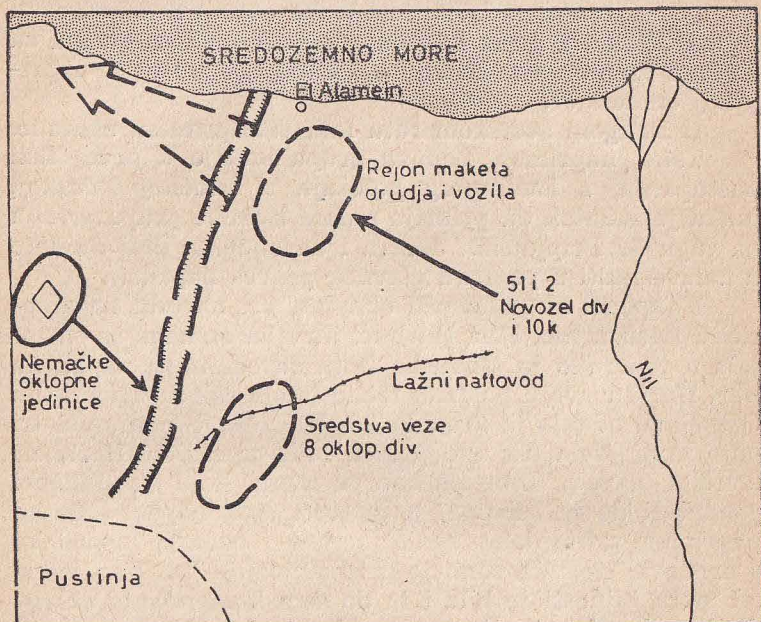 SREDOZEMNO MORE
El Alamein
Rejon maketa
orudja i vozila
51 i 2
Novozel div.
i 10k
Nemačke
oklopne
jedinice
Lažni naftovod
Nil
Sredstva veze
8 oklop. div.
Pustinja